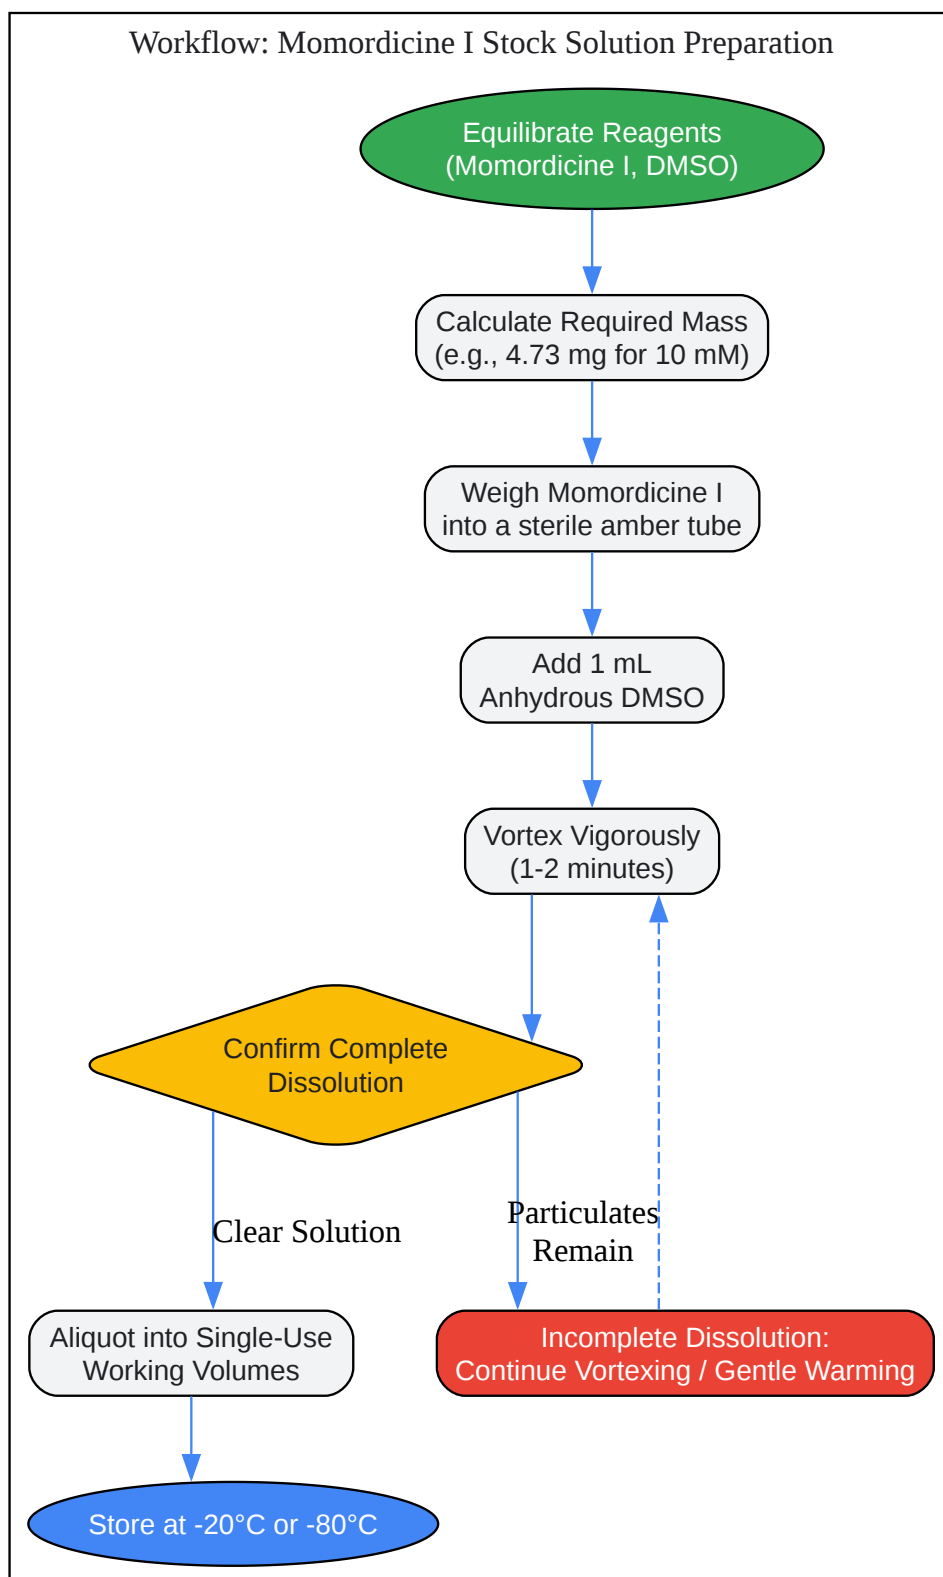 Workflow: Momordicine I Stock Solution Preparation
Equilibrate Reagents
(Momordicine I, DMSO)
Calculate Required Mass
(e.g., 4.73 mg for 10 mM)
Weigh Momordicine I
into a sterile amber tube
Add 1 mL
Anhydrous DMSO
Vortex Vigorously
(1-2 minutes)
Confirm Complete
Dissolution
Clear Solution
Particulates
Remain
Aliquot into Single-Use
Working Volumes
Incomplete Dissolution:
Continue Vortexing / Gentle Warming
Store at -20°C or -80°C